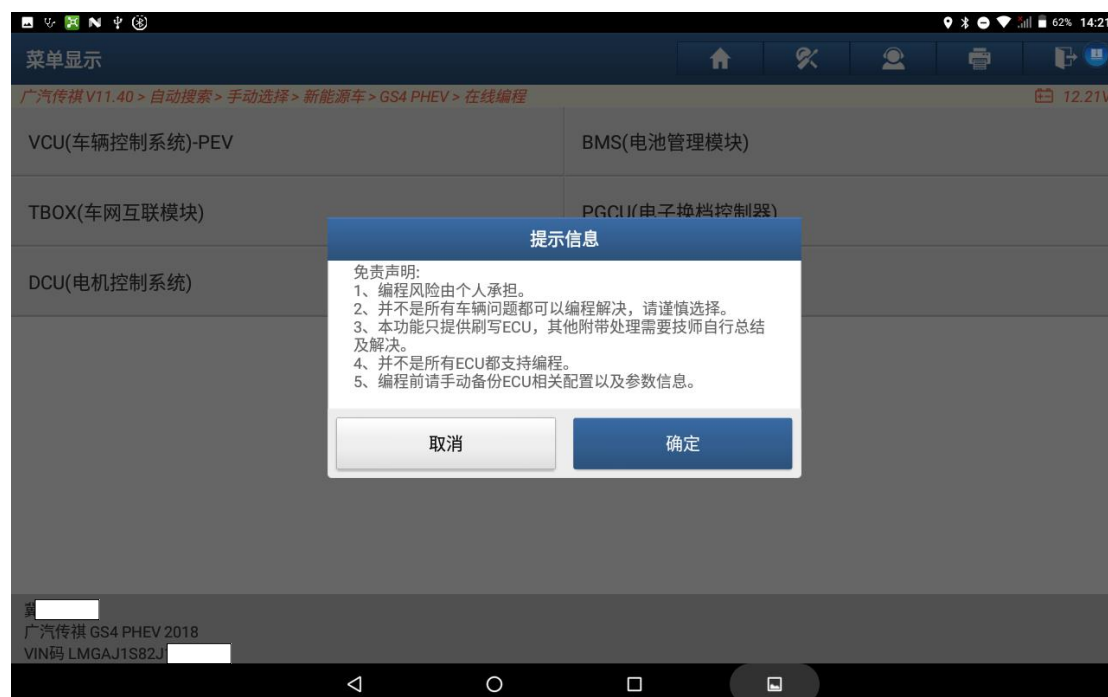 62% 14:21
菜单显示
广汽传祺 V11.40 > 自动搜索 > 手动选择 > 新能源车 > GS4 PHEV > 在线编程
12.21V
VCU(车辆控制系统)-PEV
BMS(电池管理模块)
TBOX(车网互联模块)
PGCU(电子换档控制器)
DCU(电机控制系统)
提示信息
免责声明:
1、编程风险由个人承担。
2、并不是所有车辆问题都可以编程解决，请谨慎选择。
3、本功能只提供刷写ECU，其他附带处理需要技师自行总结
及解决。
4、并不是所有ECU都支持编程。
5、编程前请手动备份ECU相关配置以及参数信息。
取消
确定
冀
广汽传祺 GS4 PHEV 2018
VIN码 LMGAJ1S82J